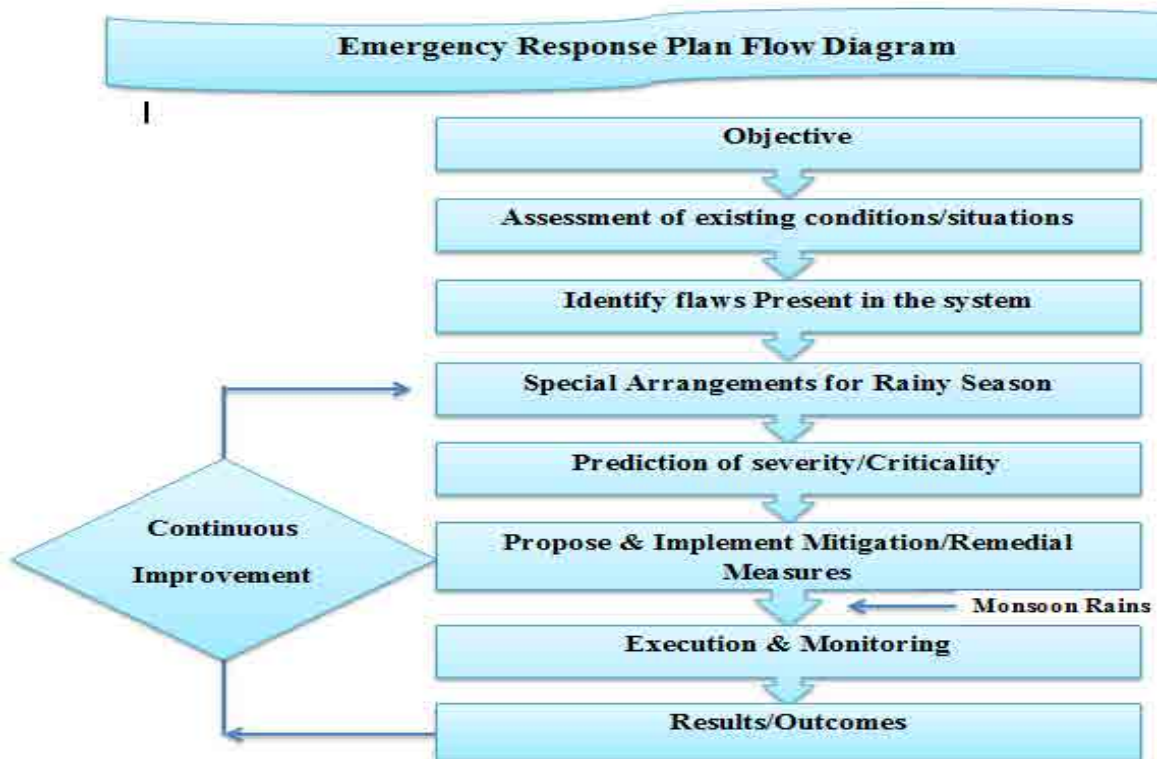 Emergency Response Plan Flow Diagram
Objective
Assessment of existing conditions/situations
Identify flaws Present in the system
Special Arrangements for Rainy Season
Prediction of severity/Criticality
Continuous
Improvement
Propose & Implement Mitigation/Remedial
Measures
Monsoon Rains
Execution & Monitoring
Results/Outcomes